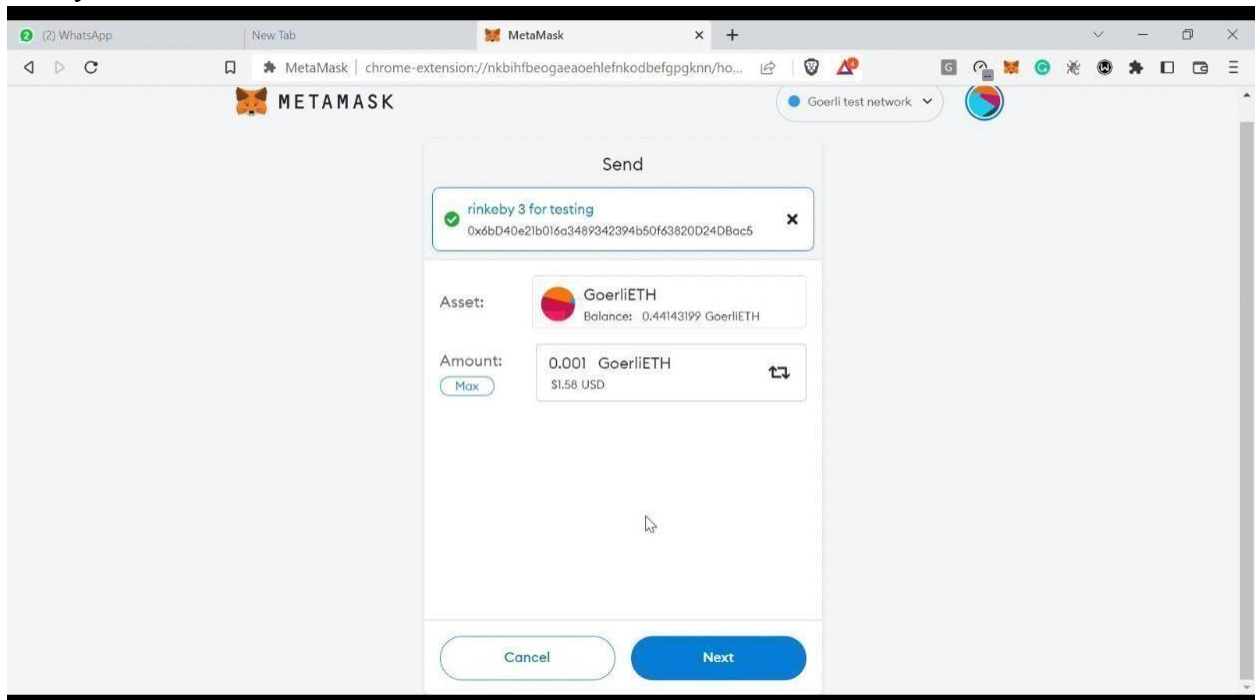 (2) WhatsApp
New Tab
MetaMask
MetaMask | chrome-extension://nkbihfbeogaeaoehlefnkodbefgpgknn/ho...
METAMASK
Goerli test network
Send
rinkeby 3 for testing
0x6bD40e21b016a3489342394b50f63820D24DBac5
Asset:
GoerliETH
Balance: 0.44143199 GoerliETH
Amount:
0.001 GoerliETH
Max
$1.58 USD
Cancel
Next